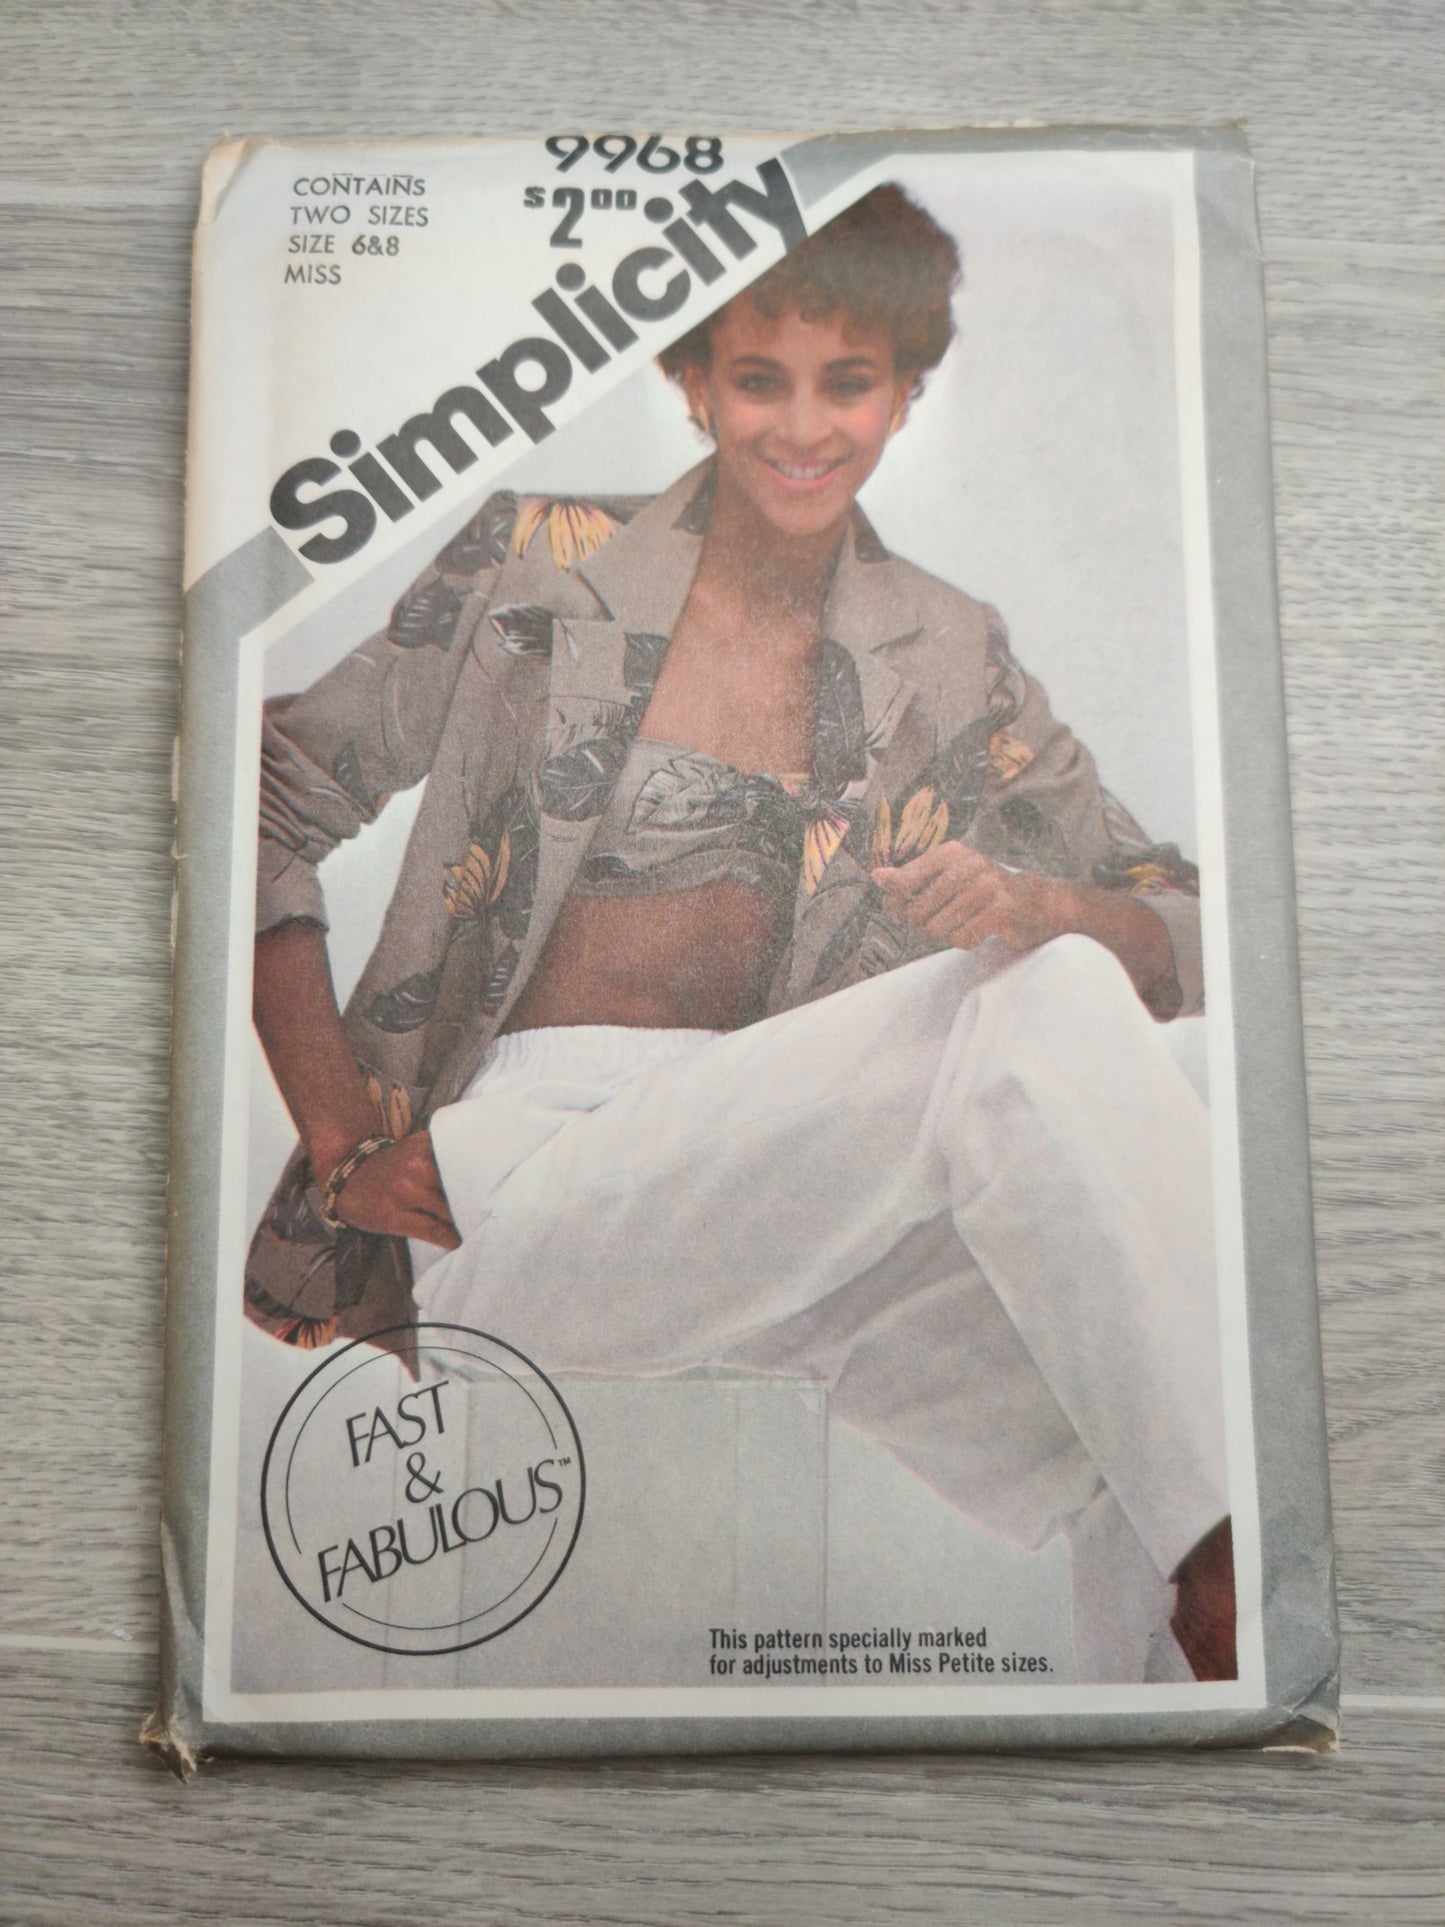 9968
CONTAINS
TWO SIZES
SIZE 6&8
MISS
$2.00
Simplicity
FAST
&
FABULOUS™
This pattern specially marked
for adjustments to Miss Petite sizes.